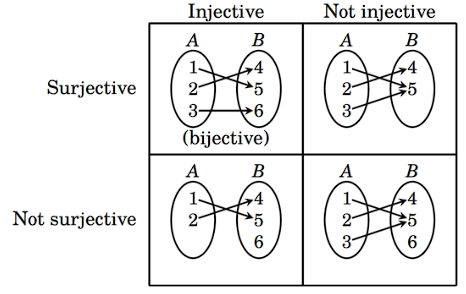 Injective Not injective
A B A B
1 4 1 4
Surjective 2 5 2 5
3 6 3
(bijective)
A B A B
1 4 1 4
Not surjective 2 5 2 5
6 3 6